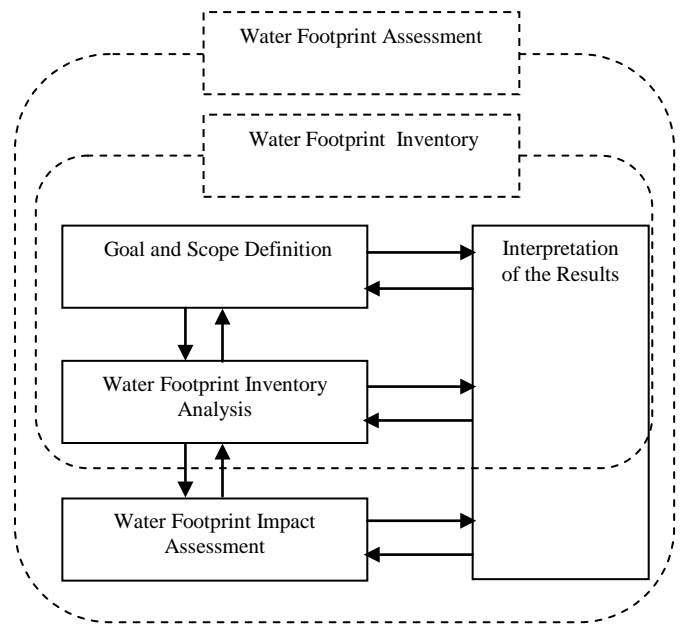 Water Footprint Assessment
Water Footprint Inventory
Goal and Scope Definition
Interpretation
of the Results
Water Footprint Inventory
Analysis
Water Footprint Impact
Assessment